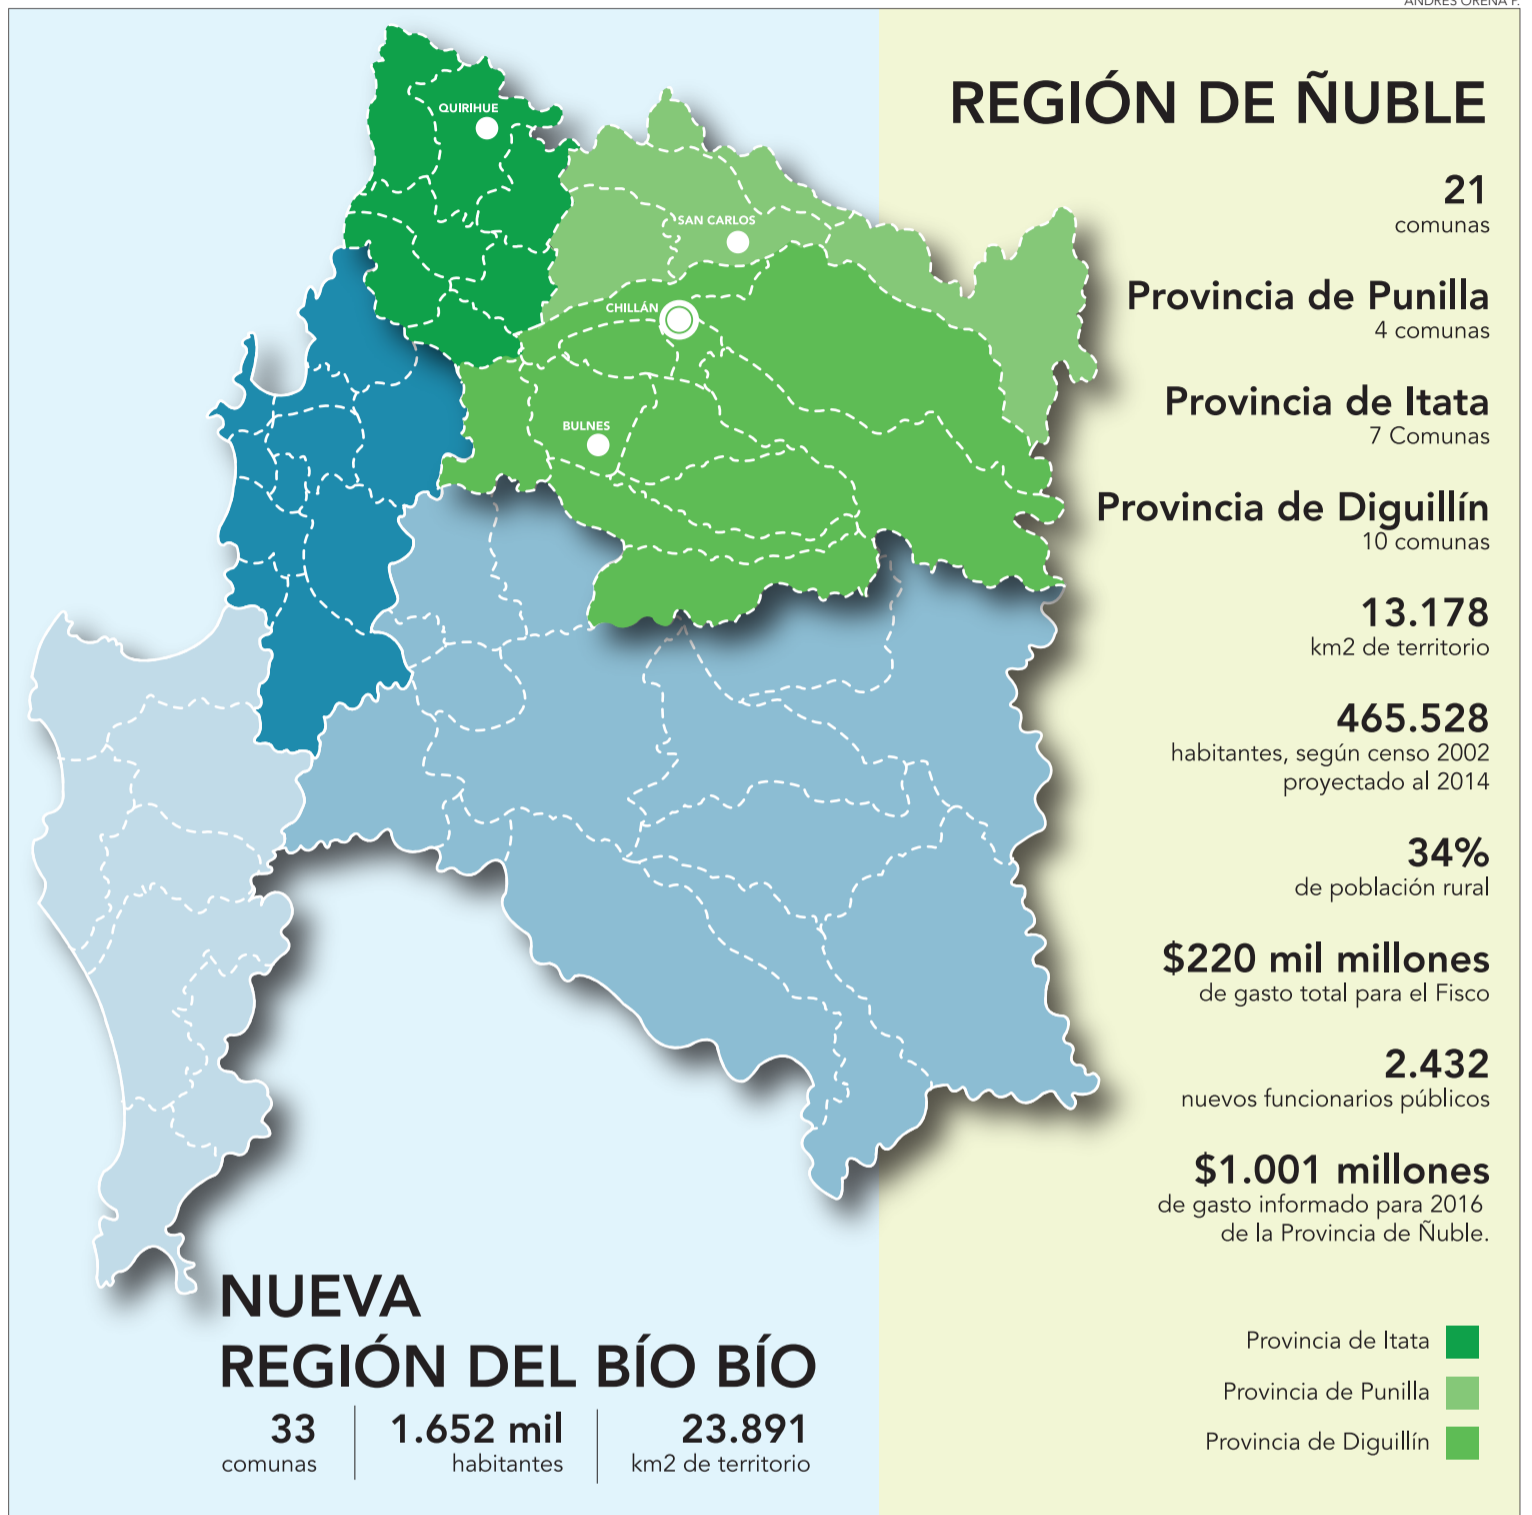 ANDRÉS OREÑA P.
REGIÓN DE ÑUBLE
21
comunas
Provincia de Punilla
4 comunas
Provincia de Itata
7 Comunas
Provincia de Diguillín
10 comunas
13.178
km2 de territorio
465.528
habitantes, según censo 2002
proyectado al 2014
34%
de población rural
$220 mil millones
de gasto total para el Fisco
2.432
nuevos funcionarios públicos
$1.001 millones
de gasto informado para 2016
de la Provincia de Ñuble.
Provincia de Itata
Provincia de Punilla
Provincia de Diguillín
QUIRIHUE
SAN CARLOS
CHILLÁN
BULNES
NUEVA
REGIÓN DEL BÍO BÍO
33
comunas
1.652 mil
habitantes
23.891
km2 de territorio